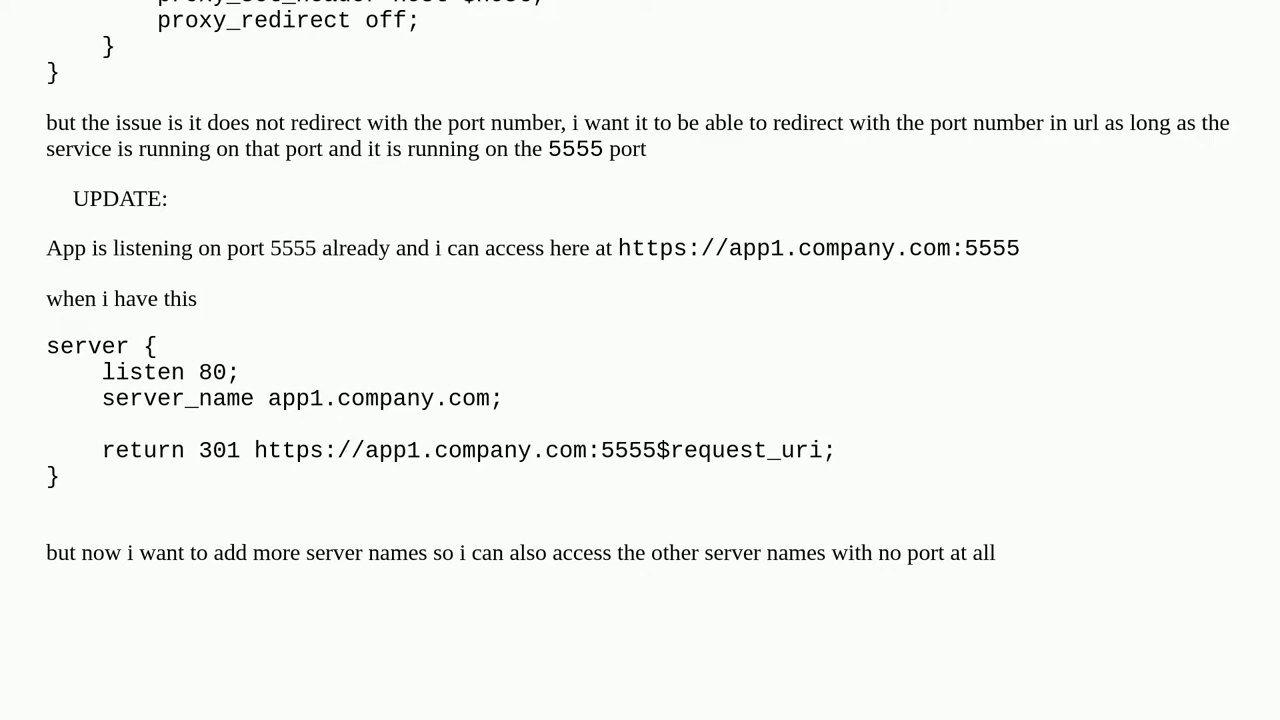 proxy_set_header Host $host;
proxy_redirect off;
}
}
but the issue is it does not redirect with the port number, i want it to be able to redirect with the port number in url as long as the
service is running on that port and it is running on the 5555 port
UPDATE:
App is listening on port 5555 already and i can access here at https://app1.company.com:5555
when i have this
server {
listen 80;
server_name app1.company.com;
return 301 https://app1.company.com:5555$request_uri;
}
but now i want to add more server names so i can also access the other server names with no port at all